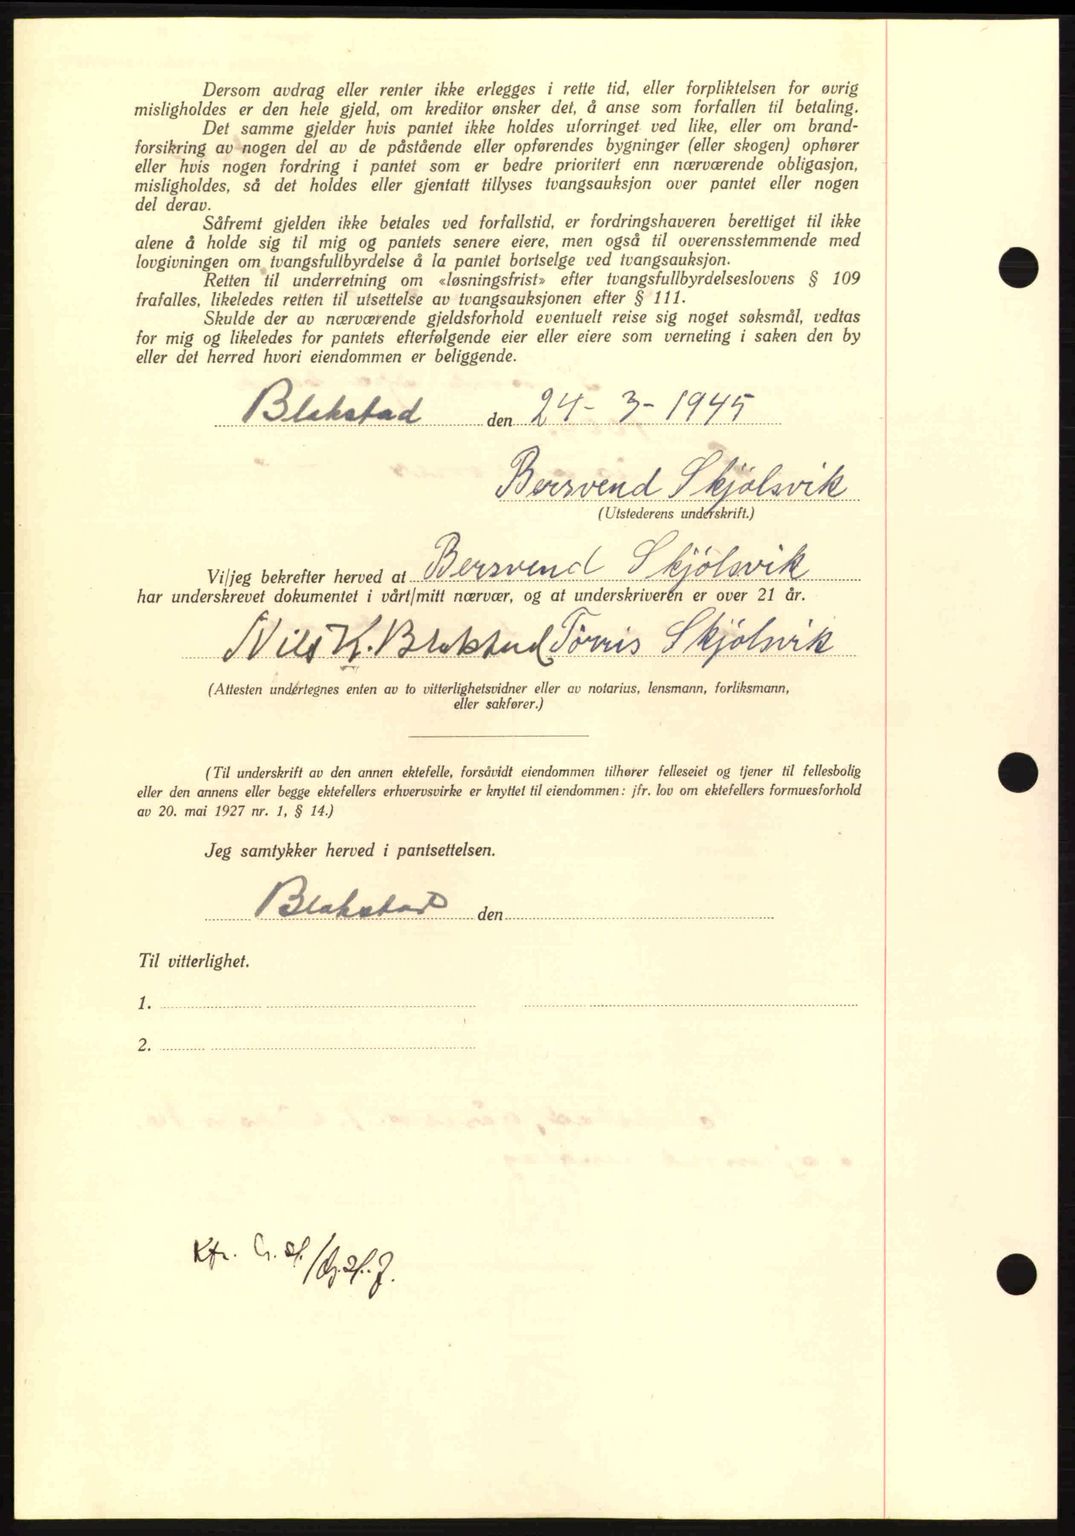 Dersom avdrag eller renter ikke erlegges i rette tid, eller forpliktelsen for øvrig
misligholdes er den hele gjeld, om kreditor ønsker det, å anse som forfallen til betaling.
Det samme gjelder hvis pantet ikke holdes uforringet ved like, eller om brand-
forsikring av nogen del av de påstående eller opførendes bygninger (eller skogen) ophører
eller hvis nogen fordring i pantet som er bedre prioritert enn nærværende obligasjon,
misligholdes, så det holdes eller gjentatt tillyses tvangsauksjon over pantet eller nogen
del derav.
Såfremt gjelden ikke betales ved forfallstid, er fordringshaveren berettiget til ikke
alene å holde sig til mig og pantets senere eiere, men også til overensstemmende med
lovgivningen om tvangsfullbyrdelse å la pantet bortselge ved tvangsauksjon.
Retten til underretning om «løsningsfrist» efter tvangsfullbyrdelseslovens § 109
frafalles, likeledes retten til utsettelse av tvangsauksjonen efter § 111.
Skulde der av nærværende gjeldsforhold eventuelt reise sig noget søksmål, vedtas
for mig og likeledes for pantets efterfølgende eier eller eiere som verneting i saken den by
eller det herred hvori eiendommen er beliggende.
Blakstad den 24-3-1945
Bersvend Skjölsvik
(Utstederens underskrift.)
Vi/jeg bekrefter herved at Bersvend Skjölsvik
har underskrevet dokumentet i vårt/mitt nærvær, og at underskriveren er over 21 år.
Nils K. Blakstad Törris Skjölsvik
(Attesten undertegnes enten av to vitterlighetsvidner eller av notarius, lensmann, forliksmann,
eller sakfører.)
(Til underskrift av den annen ektefelle, forsåvidt eiendommen tilhører felleseiet og tjener til fellesbolig
eller den annens eller begge ektefellers erhvervsvirke er knyttet til eiendommen: jfr. lov om ektefellers formuesforhold
av 20. mai 1927 nr. 1, § 14.)
Jeg samtykker herved i pantsettelsen.
Blakstad den
Til vitterlighet.
1.
2.